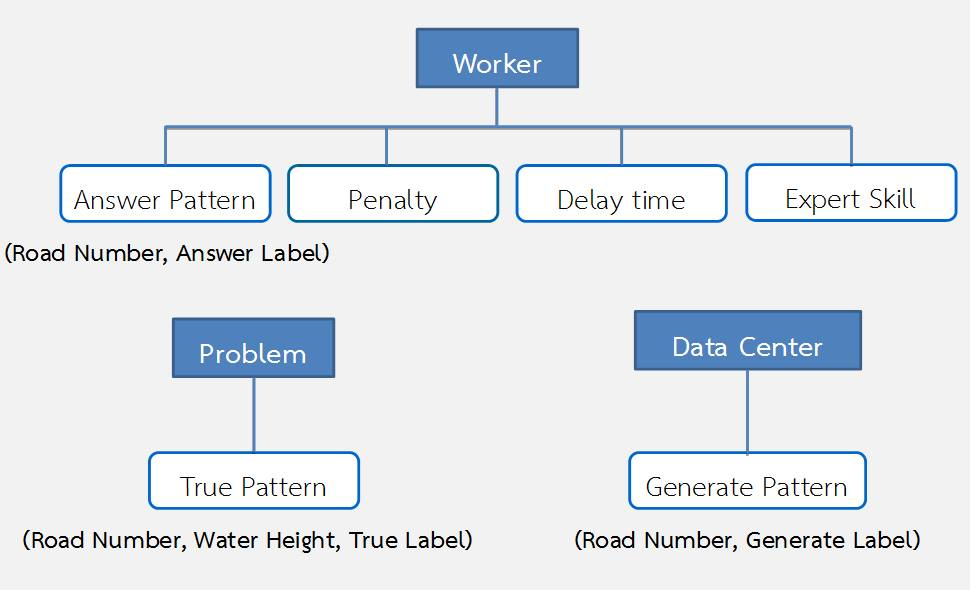 Worker
Answer Pattern
Penalty
Delay time
Expert Skill
(Road Number, Answer Label)
Problem
Data Center
True Pattern
Generate Pattern
(Road Number, Water Height, True Label)
(Road Number, Generate Label)